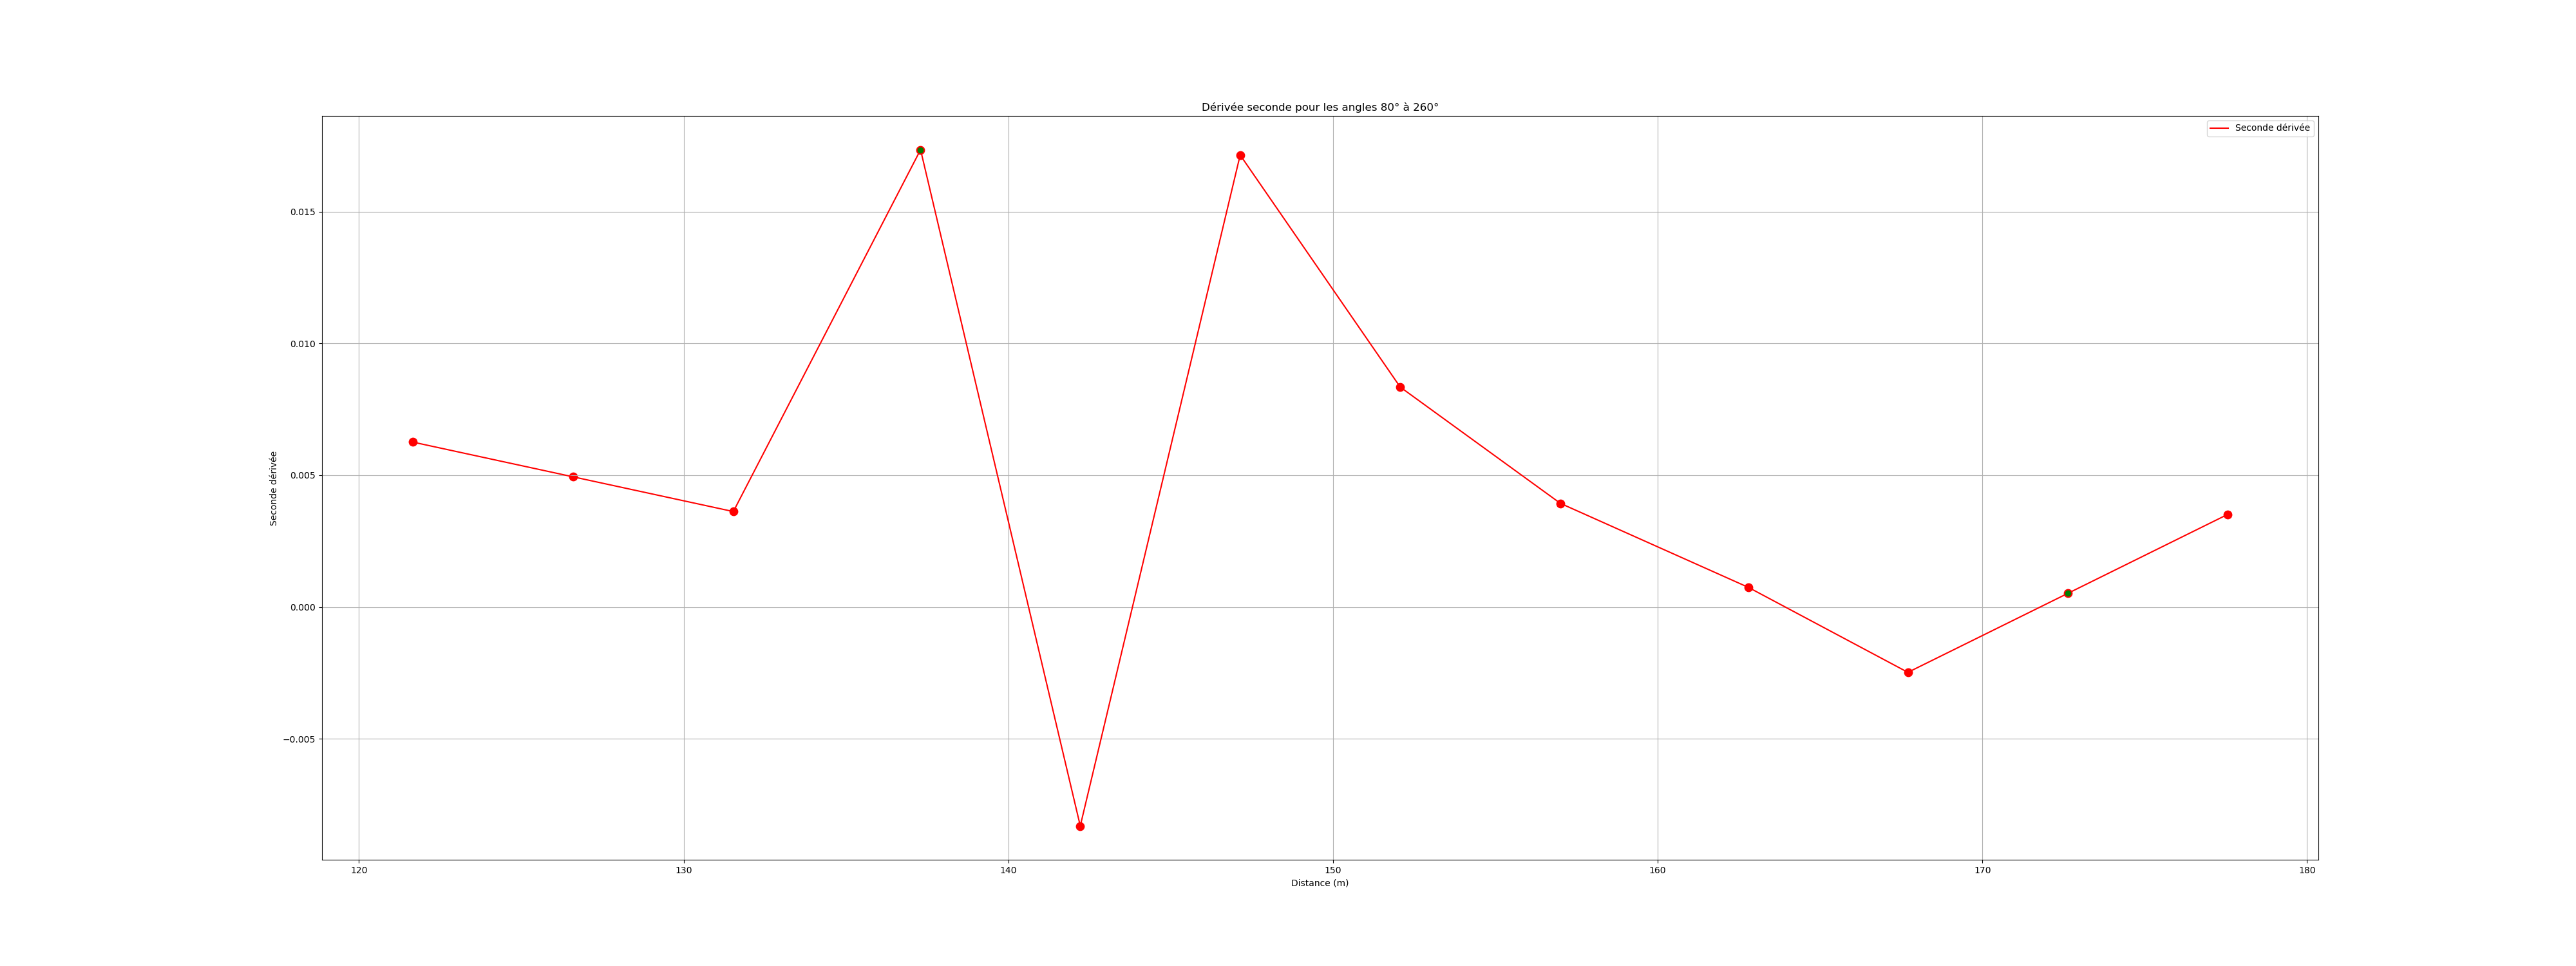 Dérivée seconde pour les angles 80° à 260°
Seconde dérivée
0.015
0.010
0.005
0.000
−0.005
Seconde dérivée
120 130 140 150 160 170 180
Distance (m)